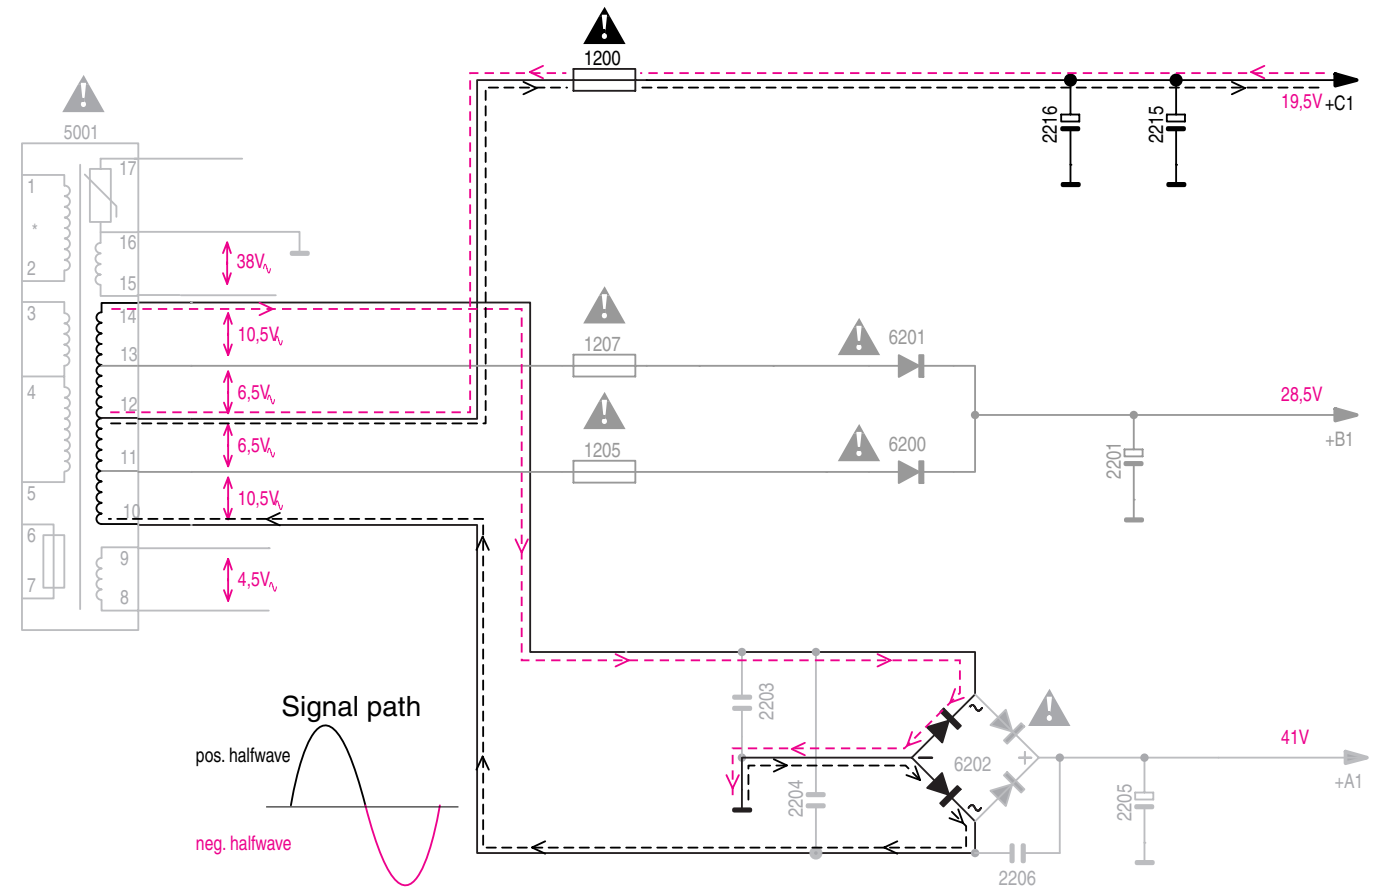 1200
19,5V
+C1
2216
2215
5001
17
1
*
16
2
38V∿
15
3
14
10,5V∿
1207
6201
13
4
6,5V∿
28,5V
12
+B1
6,5V∿
1205
6200
2201
11
5
10,5V∿
10
6
9
7
4,5V∿
8
Signal path
pos. halfwave
neg. halfwave
2203
~
41V
− 6202 +
+A1
2204
~
2205
2206